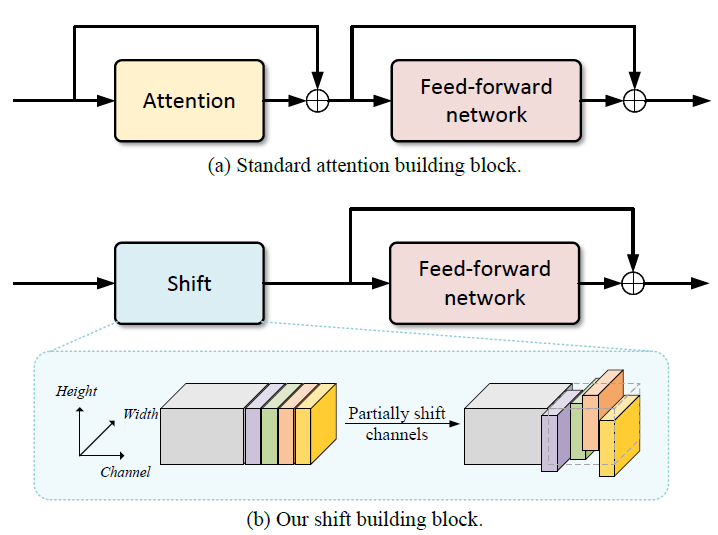 Attention
Feed-forward
network
(a) Standard attention building block.
Shift
Feed-forward
network
Height
Width
Channel
Partially shift
channels
(b) Our shift building block.